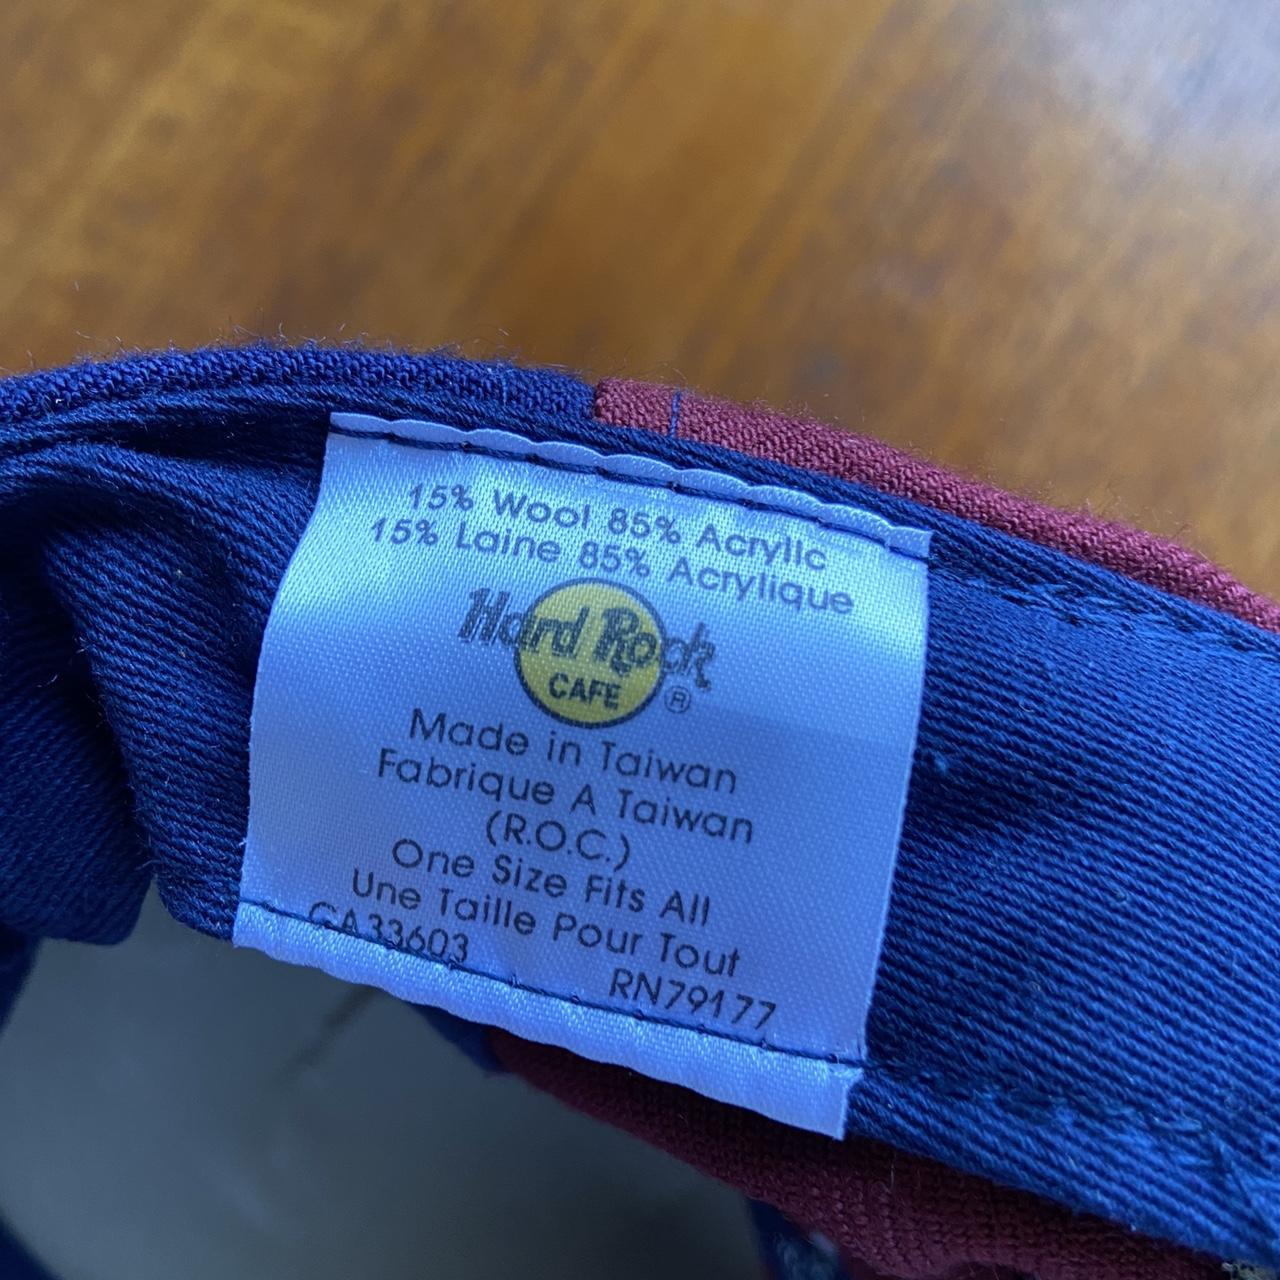 15% Wool 85% Acrylic
15% Laine 85% Acrylique
Hard Rock
CAFE
®
Made in Taiwan
Fabrique A Taiwan
(R.O.C.)
One Size Fits All
Une Taille Pour Tout
CA33603
RN79177